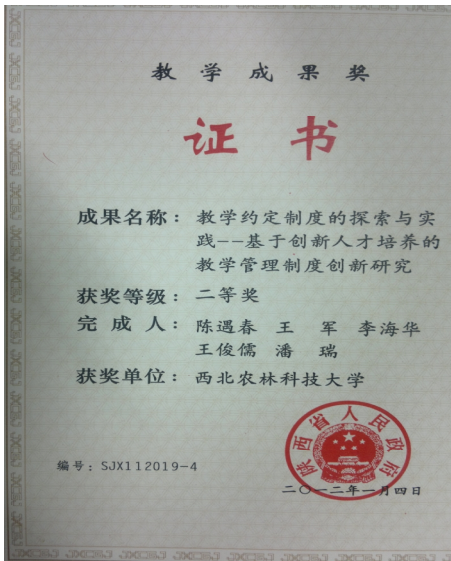 教学成果奖
证书
成果名称：教学约定制度的探索与实
践--基于创新人才培养的
教学管理制度创新研究
获奖等级：二等奖
完成人：陈遇春 王 军 李海华
王俊儒 潘 瑞
获奖单位：西北农林科技大学
陕西省人民政府
编号：SJX112019-4
二〇一二年一月四日